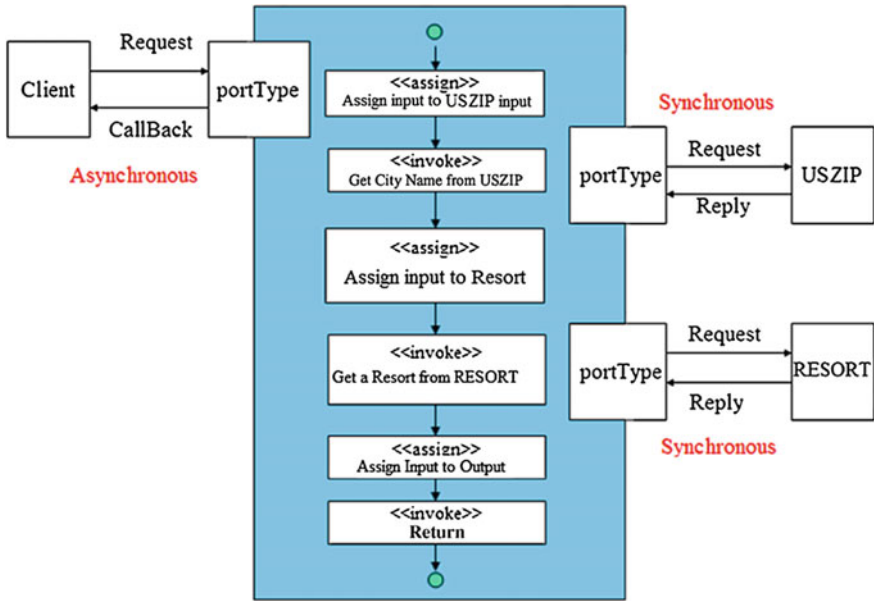 Client
Request
CallBack
portType
Asynchronous
<<assign>>
Assign input to USZIP input
<<invoke>>
Get City Name from USZIP
<<assign>>
Assign input to Resort
<<invoke>>
Get a Resort from RESORT
<<assign>>
Assign Input to Output
<<invoke>>
Return
Synchronous
portType
Request
Reply
USZIP
portType
Request
Reply
RESORT
Synchronous